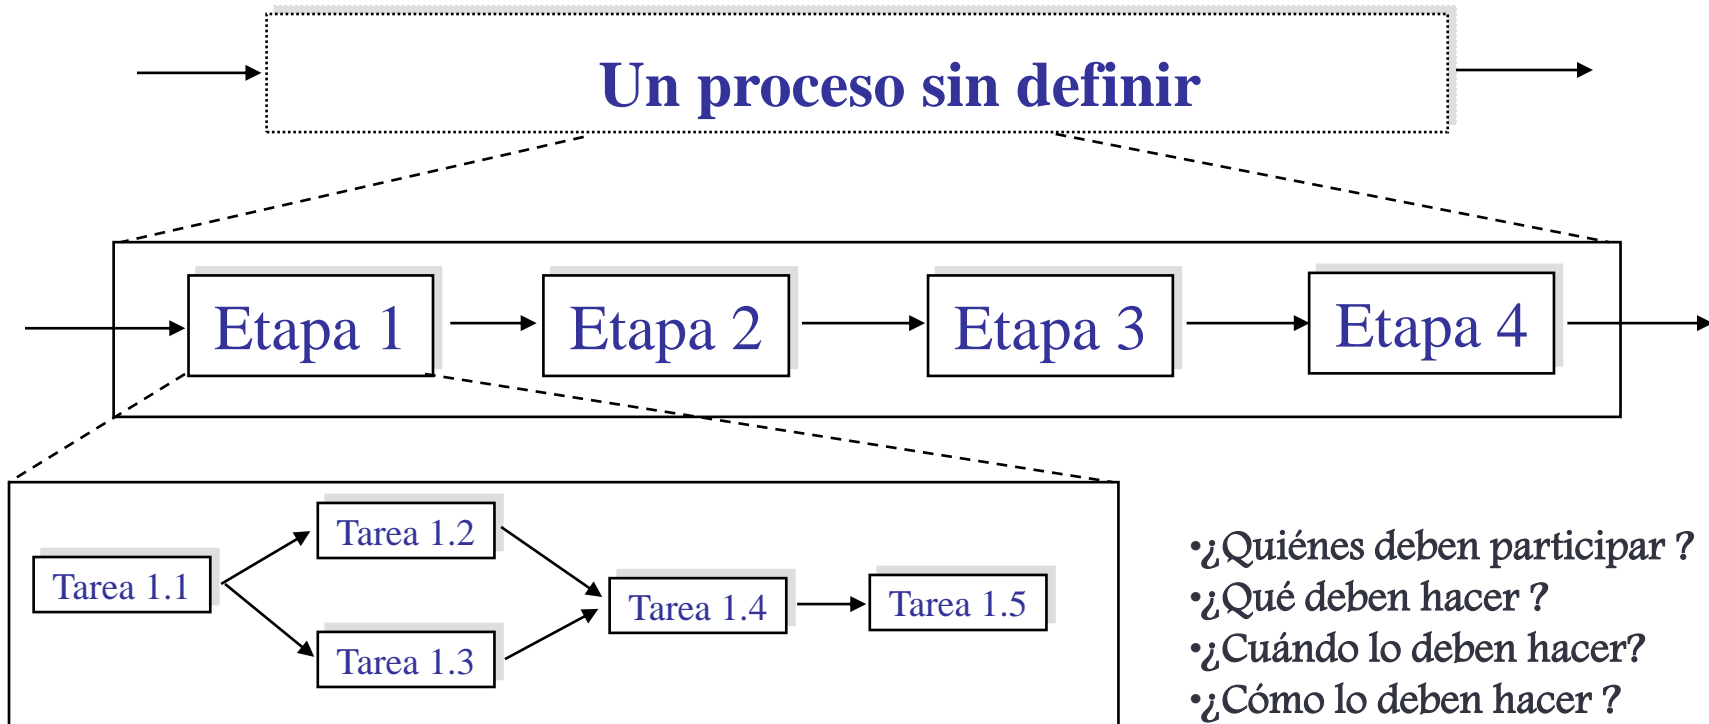 Un proceso sin definir
Etapa 1
Etapa 2
Etapa 3
Etapa 4
Tarea 1.1
Tarea 1.2
Tarea 1.3
Tarea 1.4
Tarea 1.5
•¿Quiénes deben participar ?
•¿Qué deben hacer ?
•¿Cuándo lo deben hacer?
•¿Cómo lo deben hacer ?